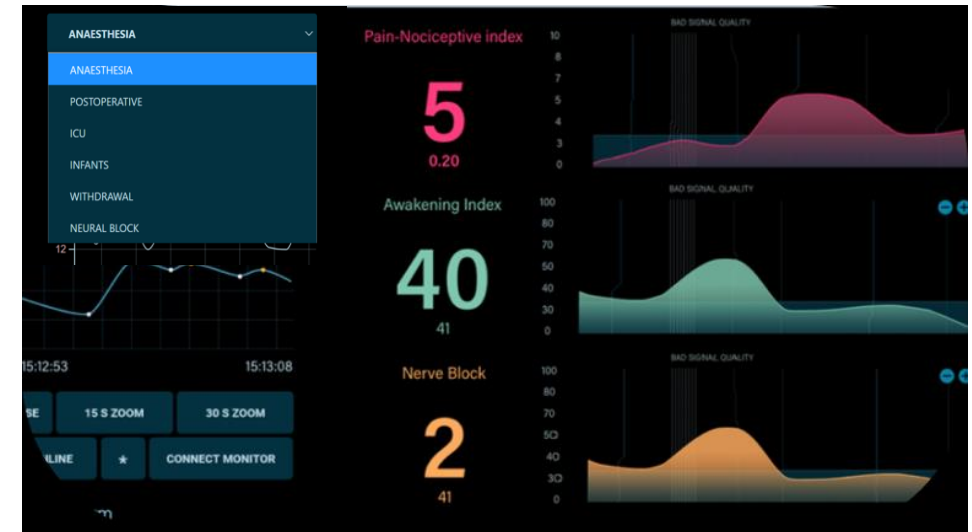 ANAESTHESIA
ANAESTHESIA
POSTOPERATIVE
ICU
INFANTS
WITHDRAWAL
NEURAL BLOCK
12
15:12:53
15:13:08
SE
15 S ZOOM
30 S ZOOM
LINE
★
CONNECT MONITOR
m
Pain-Nociceptive index
5
0.20
BAD SIGNAL QUALITY
10
8
7
5
4
3
0
Awakening Index
40
41
BAD SIGNAL QUALITY
100
80
70
50
40
30
0
Nerve Block
2
41
BAD SIGNAL QUALITY
100
80
70
50
40
30
0